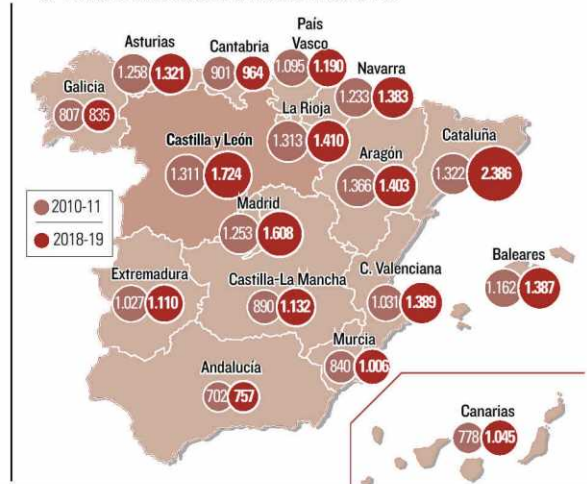 País
Vasco
1.095 1.190
Asturias
1.258 1.321
Cantabria
901 964
Navarra
1.233 1.383
Galicia
807 835
La Rioja
1.313 1.410
Castilla y León
1.311 1.724
Aragón
1.366 1.403
Cataluña
1.322 2.386
2010-11
2018-19
Madrid
1.253 1.608
Extremadura
1.027 1.110
Castilla-La Mancha
890 1.132
C. Valenciana
1.031 1.389
Baleares
1.162 1.387
Murcia
840 1.006
Andalucía
702 757
Canarias
778 1.045